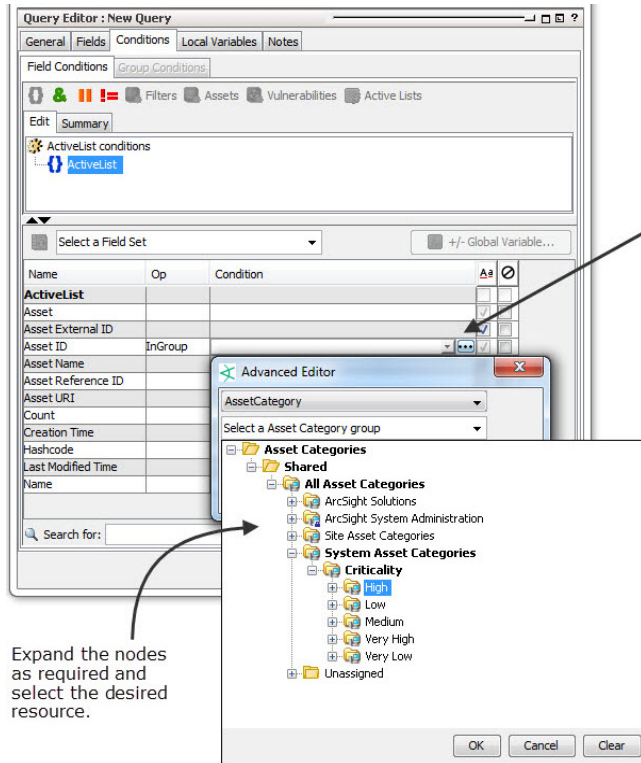 Query Editor : New Query
?
General Fields Conditions Local Variables Notes
Field Conditions Group Conditions
{} & || != Filters Assets Vulnerabilities Active Lists
Edit Summary
ActiveList conditions
{} ActiveList
Select a Field Set
+/- Global Variable...
Name Op Condition Aa
ActiveList
Asset
Asset External ID
Asset ID InGroup ...
Asset Name
Asset Reference ID
Asset URI
Count
Creation Time
Hashcode
Last Modified Time
Name
Search for:
Advanced Editor
AssetCategory
Select a Asset Category group
Asset Categories
Shared
All Asset Categories
ArcSight Solutions
ArcSight System Administration
Site Asset Categories
System Asset Categories
Criticality
High
Low
Medium
Very High
Very Low
Unassigned
OK Cancel Clear
Expand the nodes
as required and
select the desired
resource.